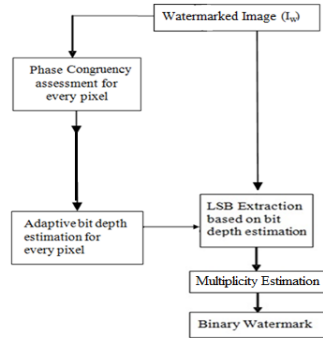 Watermarked Image (Iw)
Phase Congruency
assessment for
every pixel
Adaptive bit depth
estimation for
every pixel
LSB Extraction
based on bit
depth estimation
Multiplicity Estimation
Binary Watermark